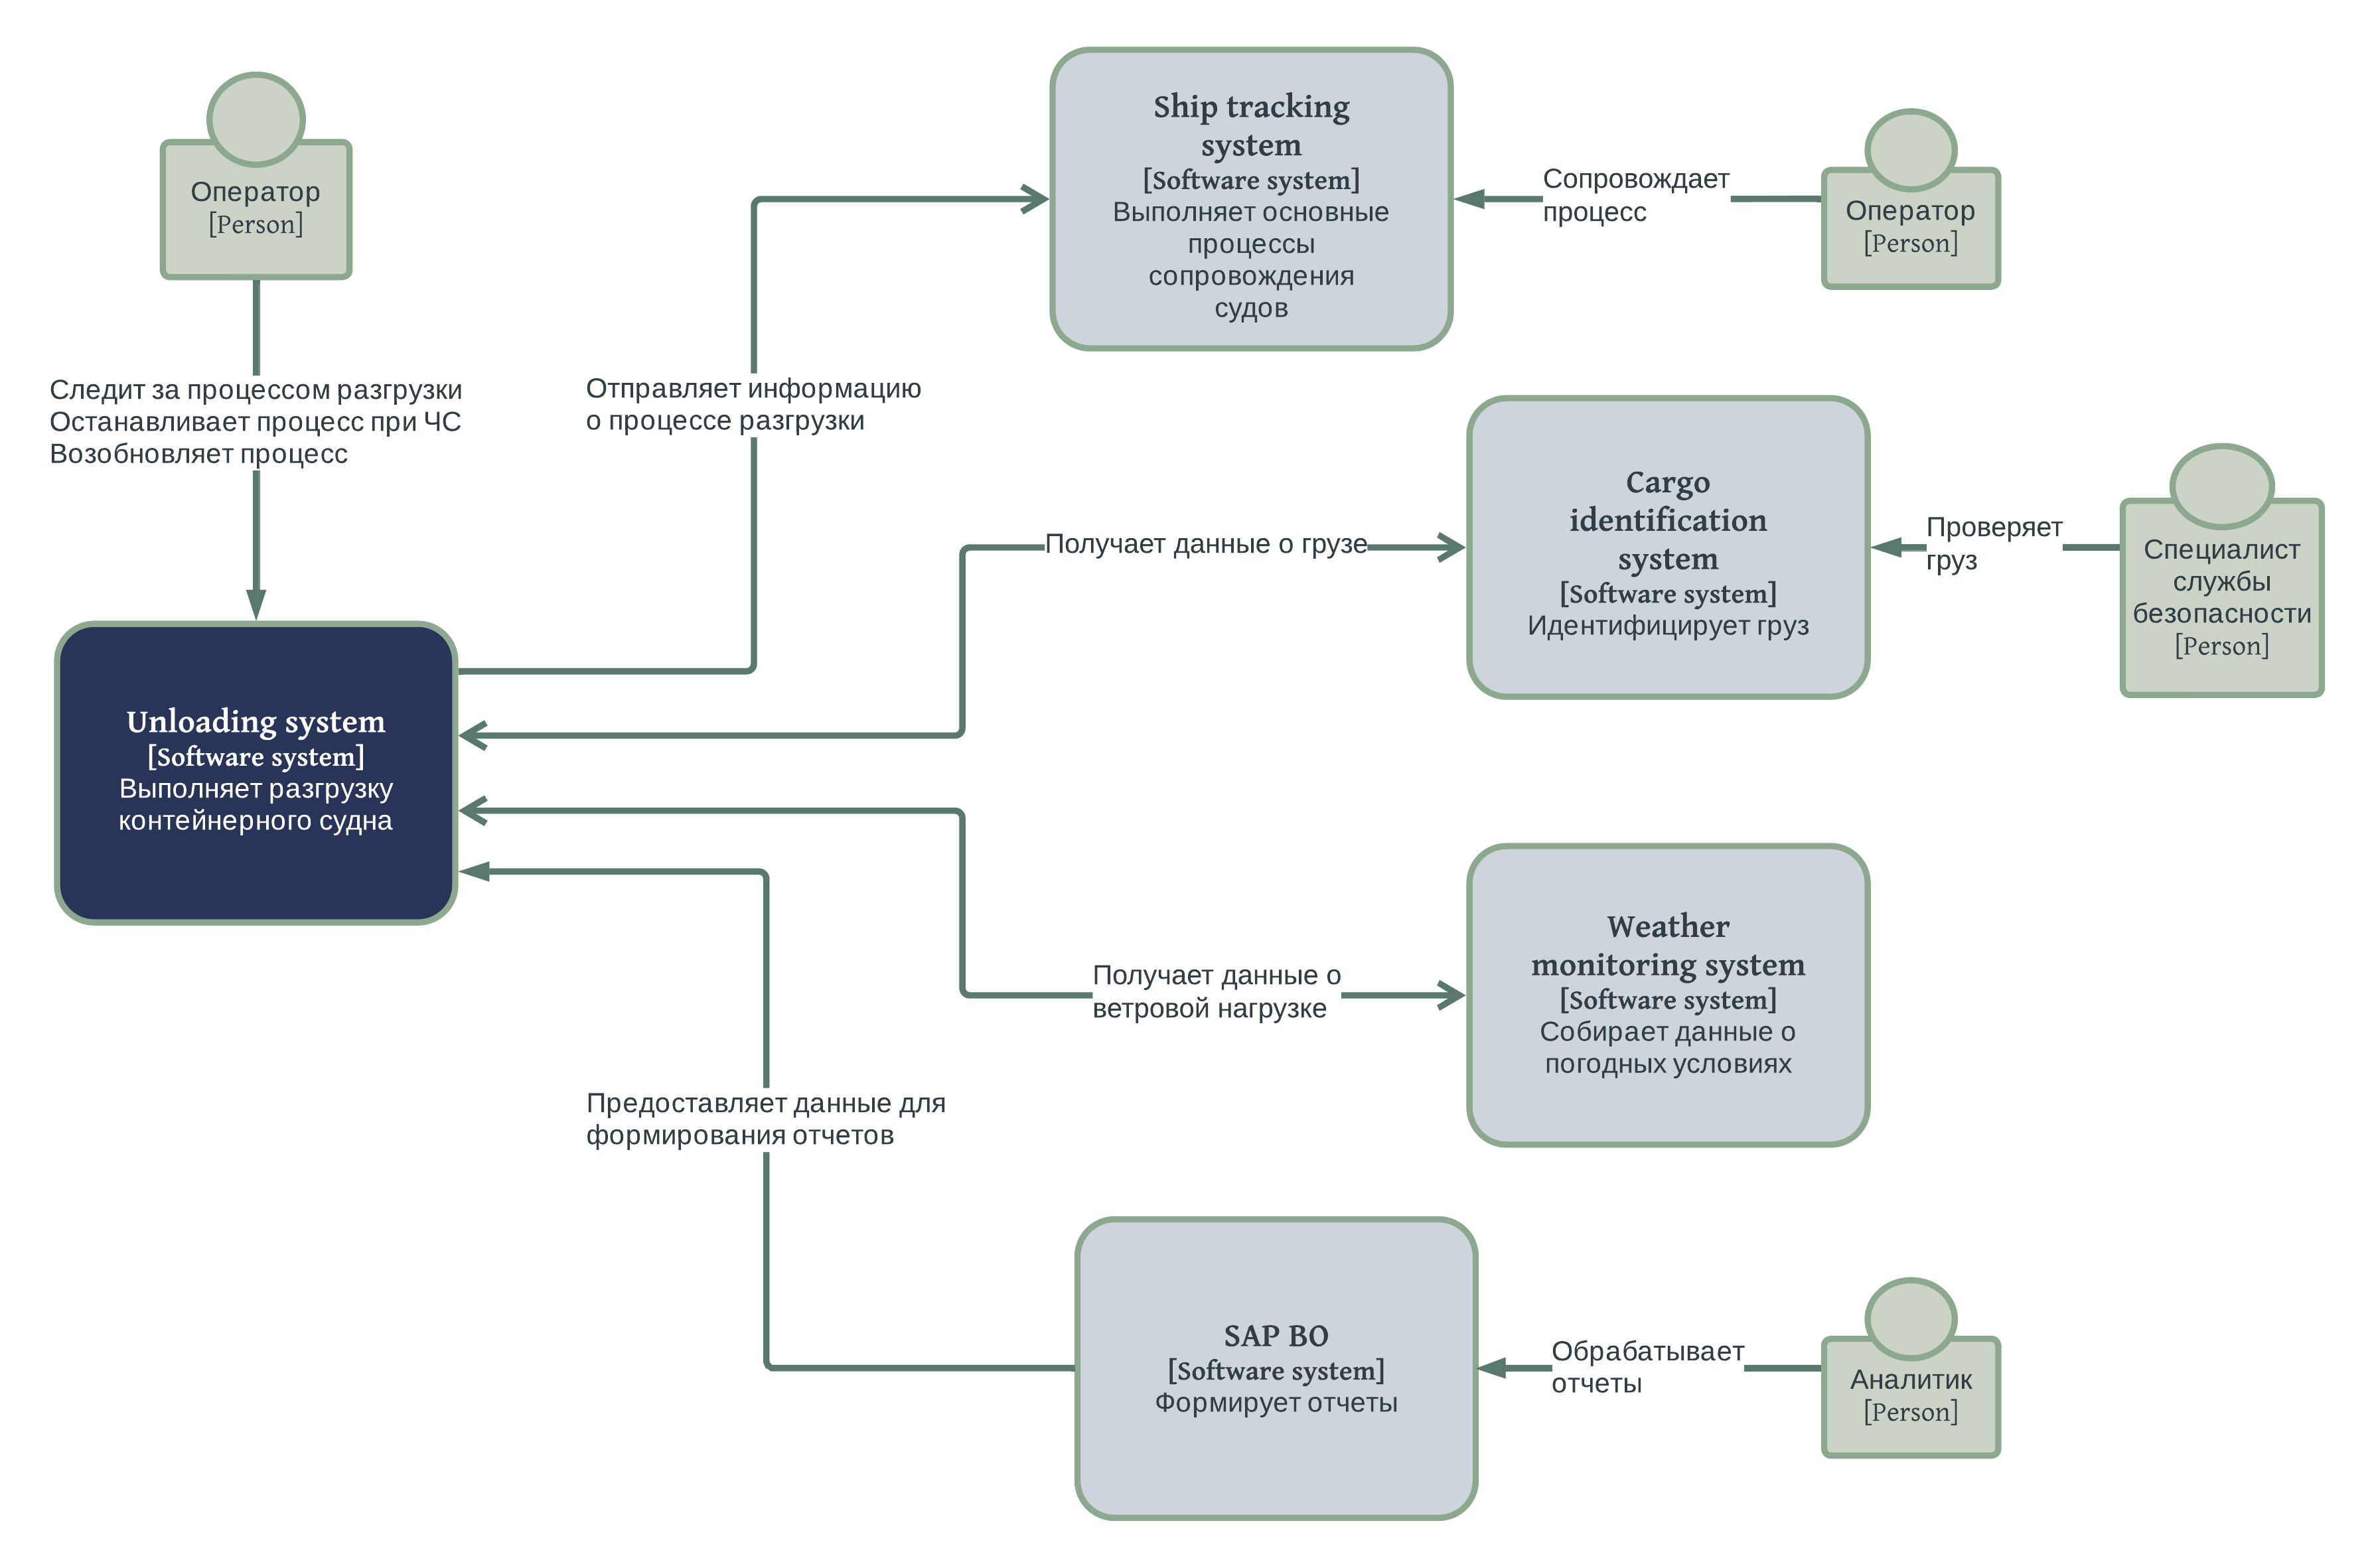 Оператор
[Person]
Следит за процессом разгрузки
Останавливает процесс при ЧС
Возобновляет процесс
Unloading system
[Software system]
Выполняет разгрузку
контейнерного судна
Отправляет информацию
о процессе разгрузки
Ship tracking
system
[Software system]
Выполняет основные
процессы
сопровождения
судов
Сопровождает
процесс
Оператор
[Person]
Получает данные о грузе
Cargo
identification
system
[Software system]
Идентифицирует груз
Проверяет
груз
Специалист
службы
безопасности
[Person]
Получает данные о
ветровой нагрузке
Weather
monitoring system
[Software system]
Собирает данные о
погодных условиях
Предоставляет данные для
формирования отчетов
SAP BO
[Software system]
Формирует отчеты
Обрабатывает
отчеты
Аналитик
[Person]